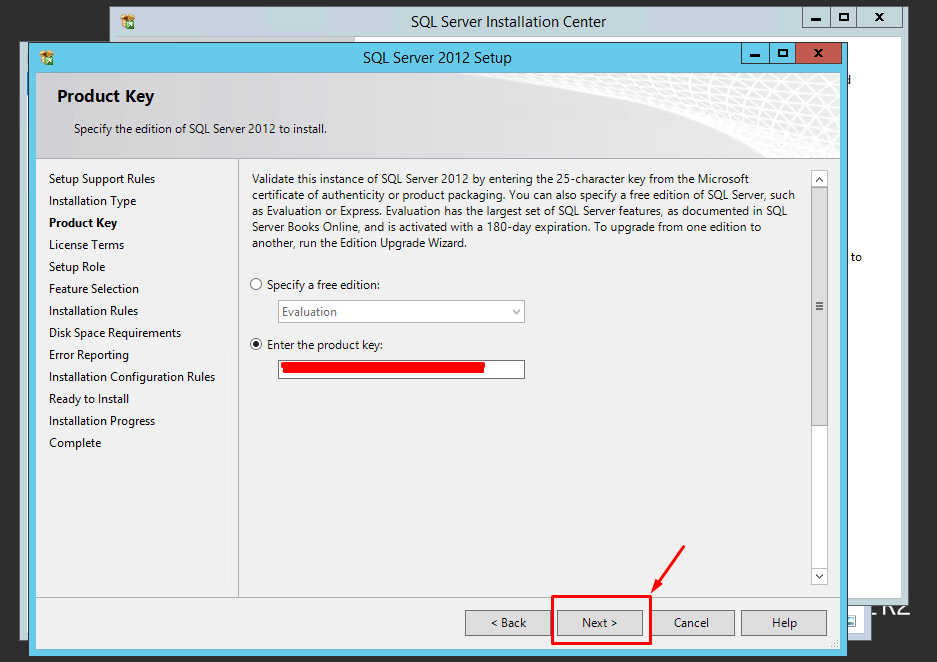 SQL Server Installation Center
SQL Server 2012 Setup
Product Key
Specify the edition of SQL Server 2012 to install.
Setup Support Rules
Installation Type
Product Key
License Terms
Setup Role
Feature Selection
Installation Rules
Disk Space Requirements
Error Reporting
Installation Configuration Rules
Ready to Install
Installation Progress
Complete
Validate this instance of SQL Server 2012 by entering the 25-character key from the Microsoft
certificate of authenticity or product packaging. You can also specify a free edition of SQL Server, such
as Evaluation or Express. Evaluation has the largest set of SQL Server features, as documented in SQL
Server Books Online, and is activated with a 180-day expiration. To upgrade from one edition to
another, run the Edition Upgrade Wizard.
Specify a free edition:
Evaluation
Enter the product key:
< Back
Next >
Cancel
Help
to